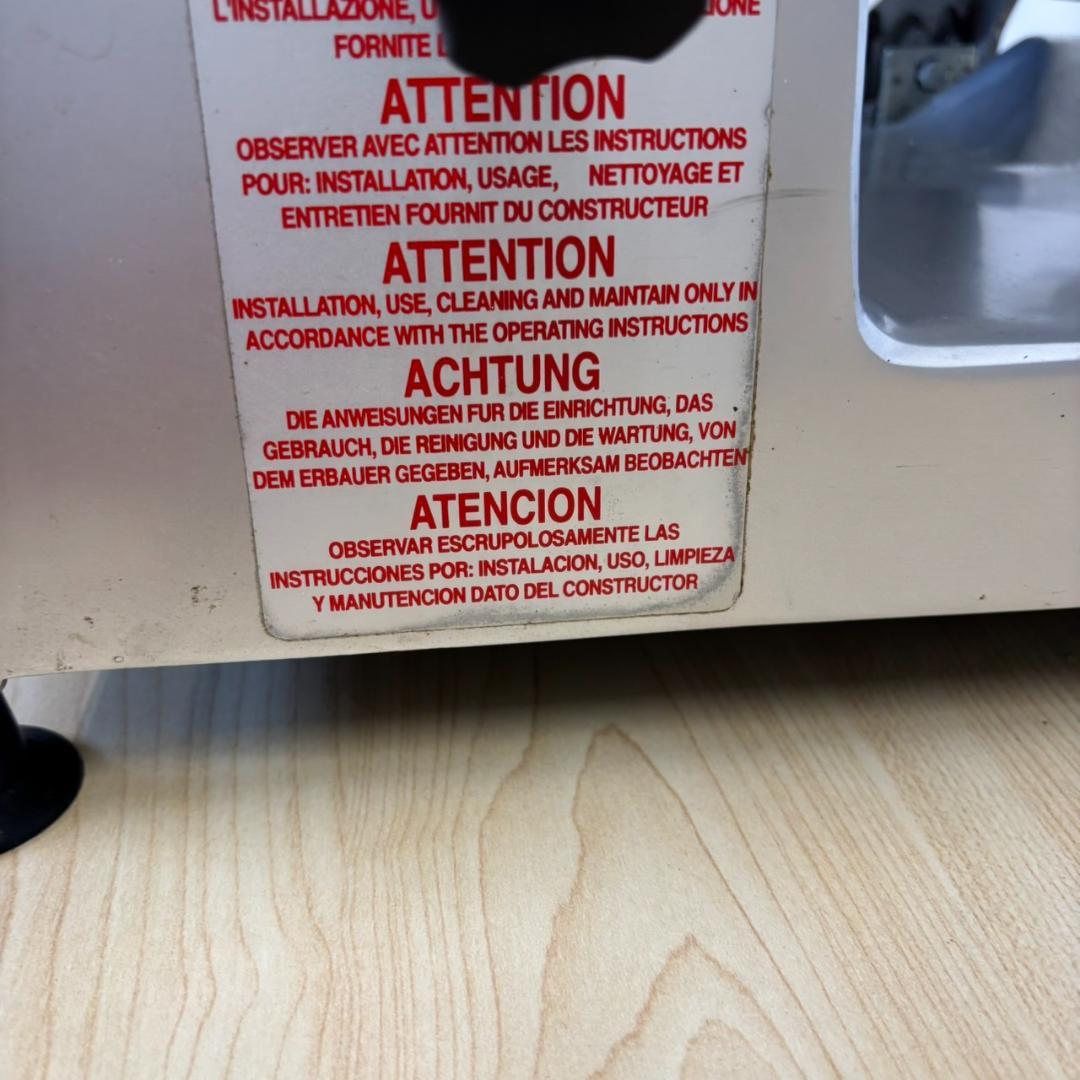 L'INSTALLAZIONE,
FORNITE
ATTENTION
OBSERVER AVEC ATTENTION LES INSTRUCTIONS
POUR: INSTALLATION, USAGE, NETTOYAGE ET
ENTRETIEN FOURNIT DU CONSTRUCTEUR
ATTENTION
INSTALLATION, USE, CLEANING AND MAINTAIN ONLY IN
ACCORDANCE WITH THE OPERATING INSTRUCTIONS
ACHTUNG
DIE ANWEISUNGEN FUR DIE EINRICHTUNG, DAS
GEBRAUCH, DIE REINIGUNG UND DIE WARTUNG, VON
DEM ERBAUER GEGEBEN, AUFMERKSAM BEOBACHTEN
ATENCION
OBSERVAR ESCRUPOLOSAMENTE LAS
INSTRUCCIONES POR: INSTALACION, USO, LIMPIEZA
Y MANUTENCION DATO DEL CONSTRUCTOR